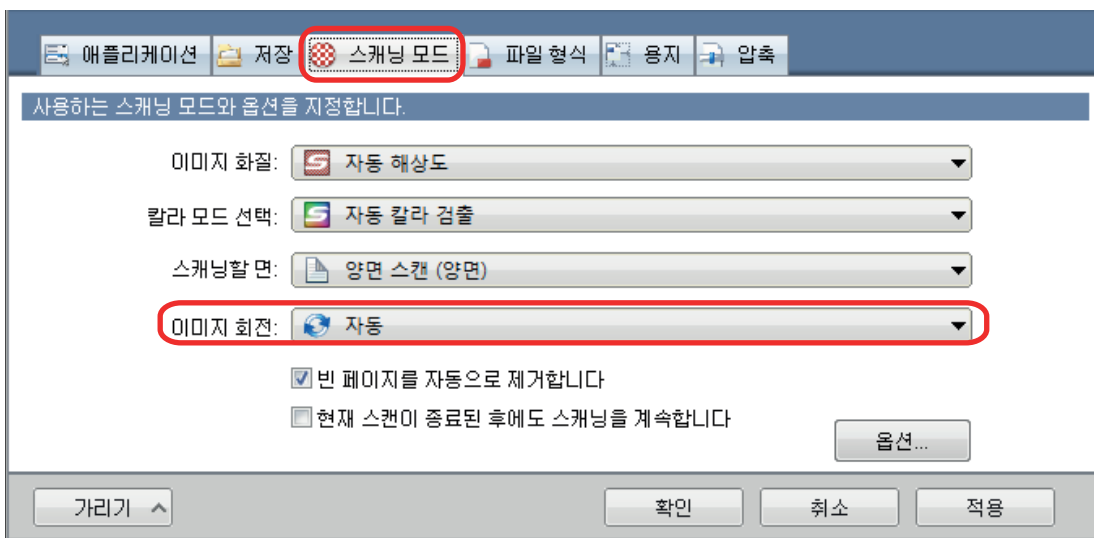 애플리케이션 저장 스캐닝 모드 파일 형식 용지 압축
사용하는 스캐닝 모드와 옵션을 지정합니다.
이미지 화질: 자동 해상도
칼라 모드 선택: 자동 칼라 검출
스캐닝할 면: 양면 스캔 (양면)
이미지 회전: 자동
빈 페이지를 자동으로 제거합니다
현재 스캔이 종료된 후에도 스캐닝을 계속합니다
옵션...
가리기 확인 취소 적용